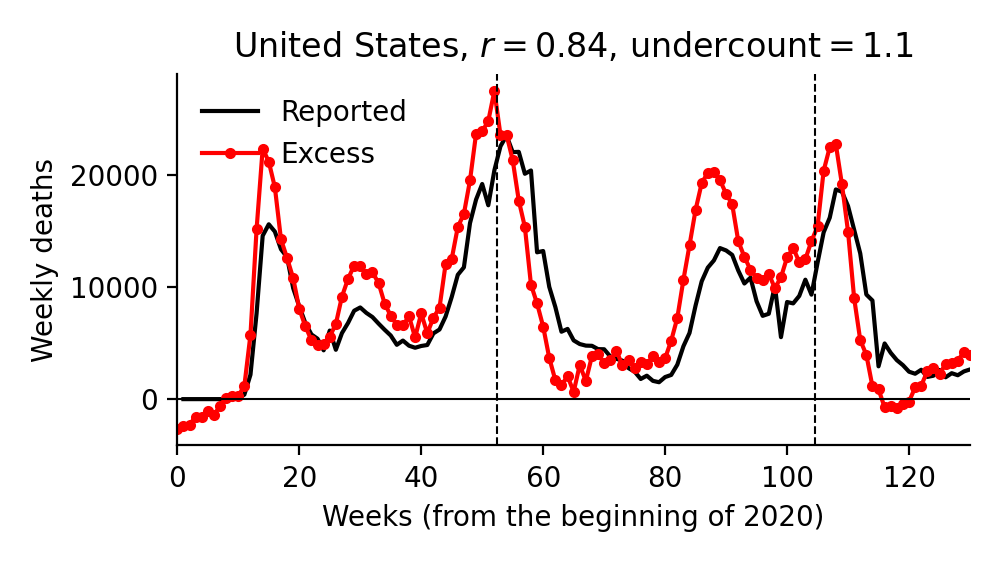 United States, r = 0.84, undercount = 1.1
Reported
Excess
Weekly deaths
20000
10000
0
0 20 40 60 80 100 120
Weeks (from the beginning of 2020)